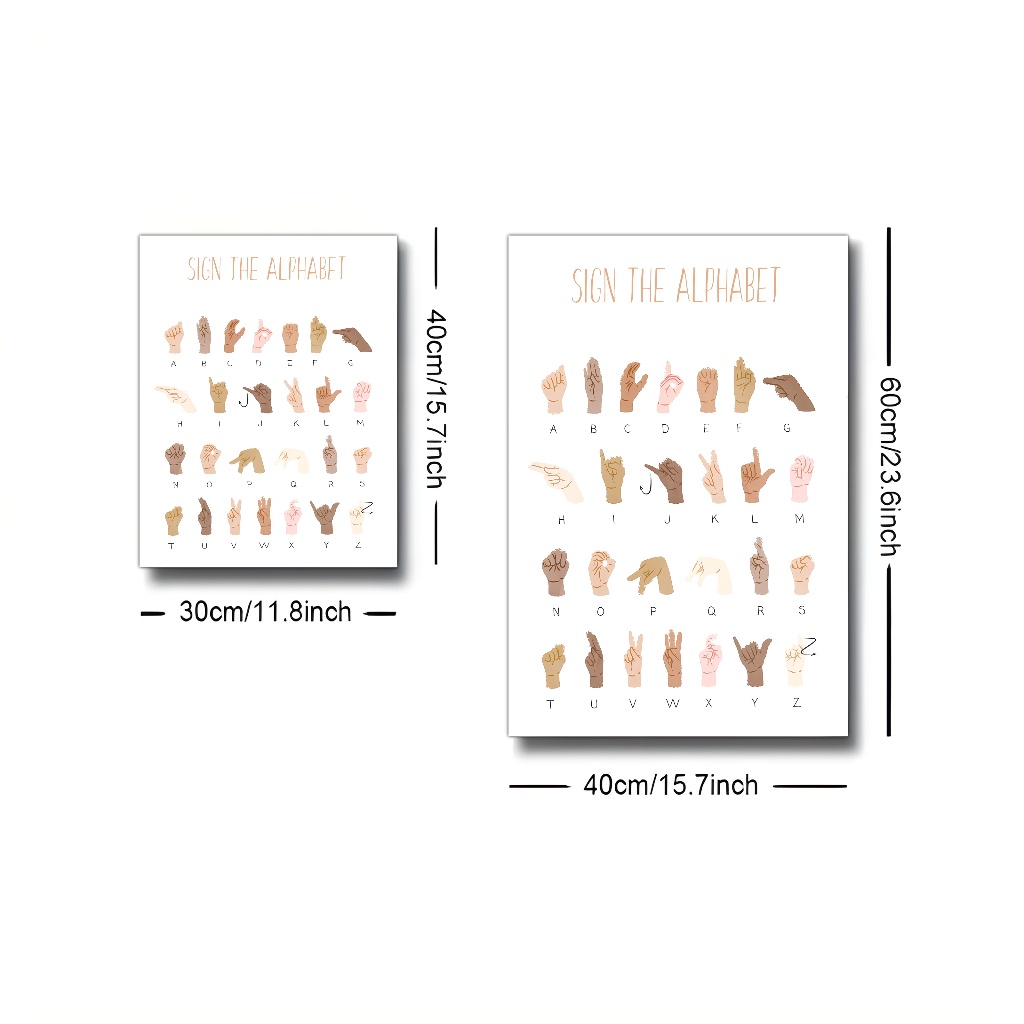 SIGN THE ALPHABET
A B C D E F G
H I J K L M
N O P Q R S
T U V W X Y Z
40cm/15.7inch
30cm/11.8inch
SIGN THE ALPHABET
A B C D E F G
H I J K L M
N O P Q R S
T U V W X Y Z
60cm/23.6inch
40cm/15.7inch